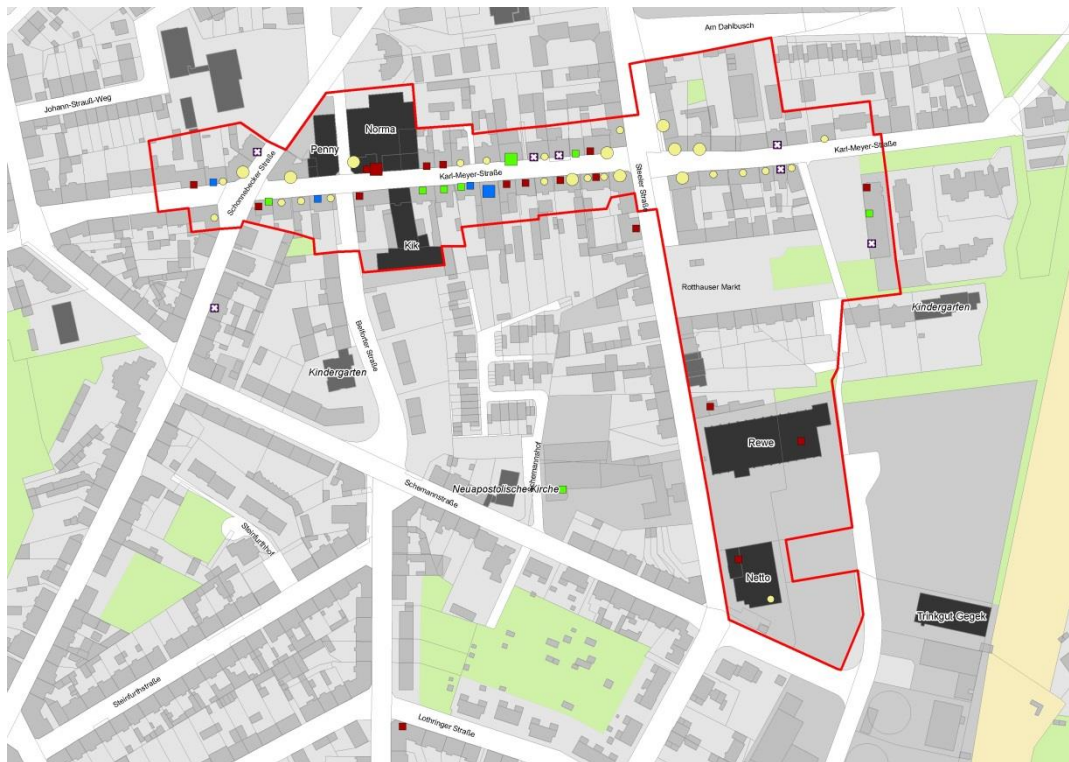 Am Dahlbusch
Johann-Strauß-Weg
Norma
Penny
Karl-Meyer-Straße
Karl-Meyer-Straße
Schonnebecker Straße
Steeler Straße
Kik
Rotthauser Markt
Kindergarten
Belforter Straße
Kindergarten
Rewe
Schemannshof
Neuapostolische Kirche
Schemannstraße
Steinfurthhof
Netto
Trinkgut Gegek
Steinfurthstraße
Lothringer Straße